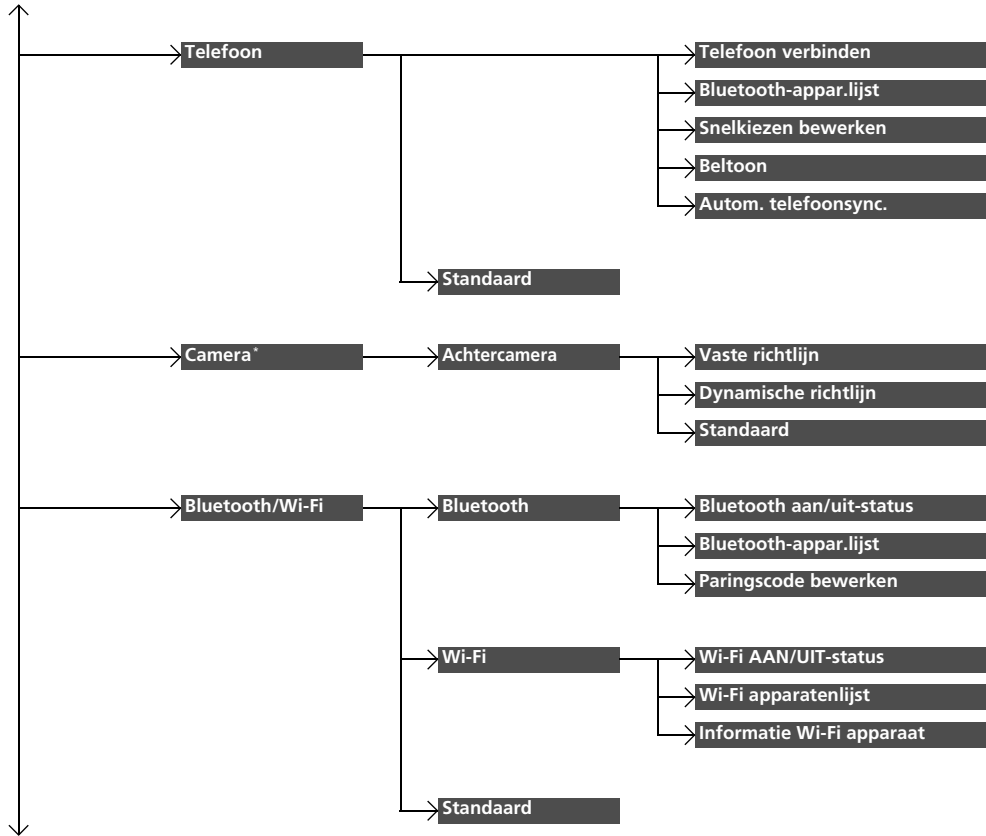 Telefoon
Telefoon verbinden
Bluetooth-appar.lijst
Snelkiezen bewerken
Beltoon
Autom. telefoonsync.
Standaard
Camera*
Achtercamera
Vaste richtlijn
Dynamische richtlijn
Standaard
Bluetooth/Wi-Fi
Bluetooth
Bluetooth aan/uit-status
Bluetooth-appar.lijst
Paringscode bewerken
Wi-Fi
Wi-Fi AAN/UIT-status
Wi-Fi apparatenlijst
Informatie Wi-Fi apparaat
Standaard